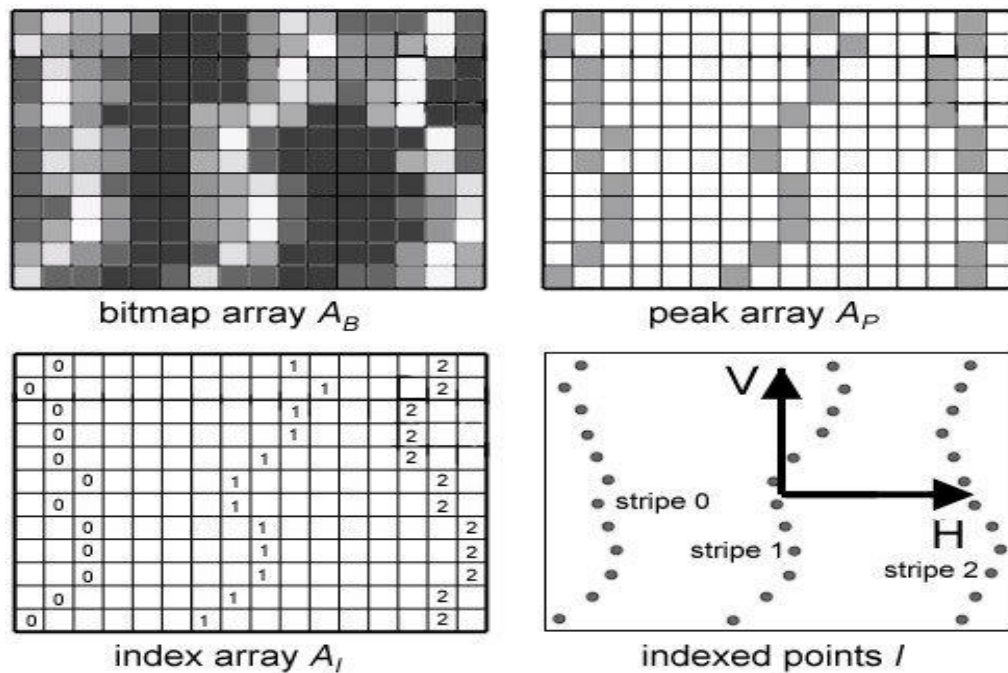 bitmap array A_B
peak array A_P
0 1 2
0 1 2
0 1 2
0 1 2
0 1 2
0 1 2
0 1 2
0 1 2
0 1 2
0 1 2
0 1 2
0 1 2
index array A_I
V
H
stripe 0
stripe 1
stripe 2
indexed points I